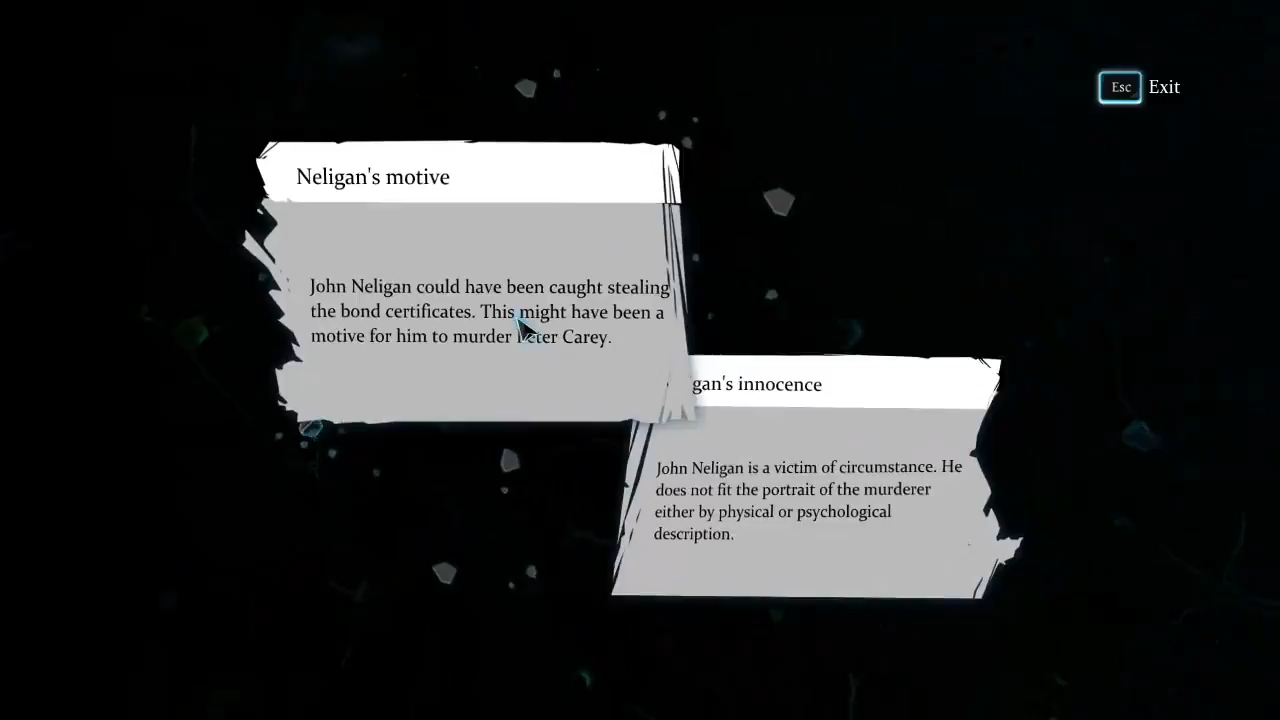 Esc Exit
Neligan's motive
John Neligan could have been caught stealing
the bond certificates. This might have been a
motive for him to murder Carey.
gan's innocence
John Neligan is a victim of circumstance. He
does not fit the portrait of the murderer
either by physical or psychological
description.